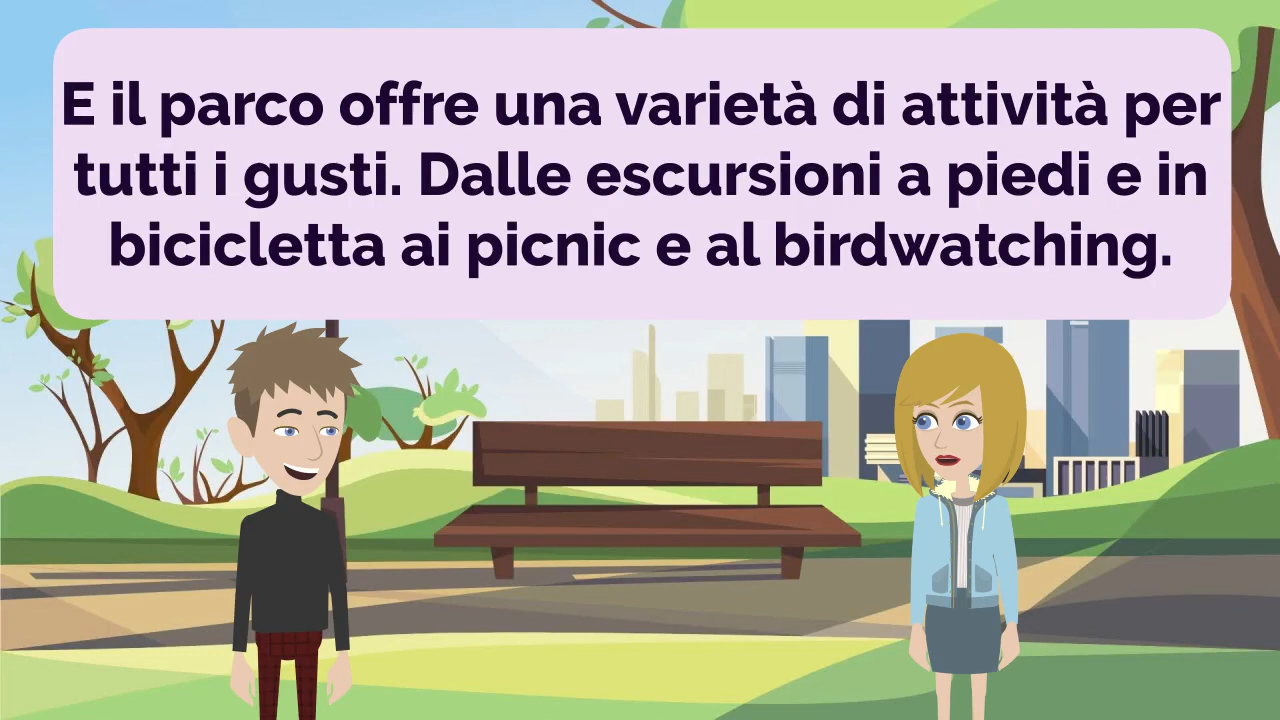 E il parco offre una varietà di attività per
tutti i gusti. Dalle escursioni a piedi e in
bicicletta ai picnic e al birdwatching.